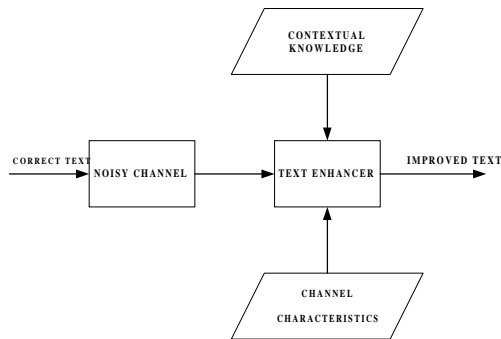 CONTEXTUAL
KNOWLEDGE
CORRECT TEXT
NOISY CHANNEL
TEXT ENHANCER
IMPROVED TEXT
CHANNEL
CHARACTERISTICS